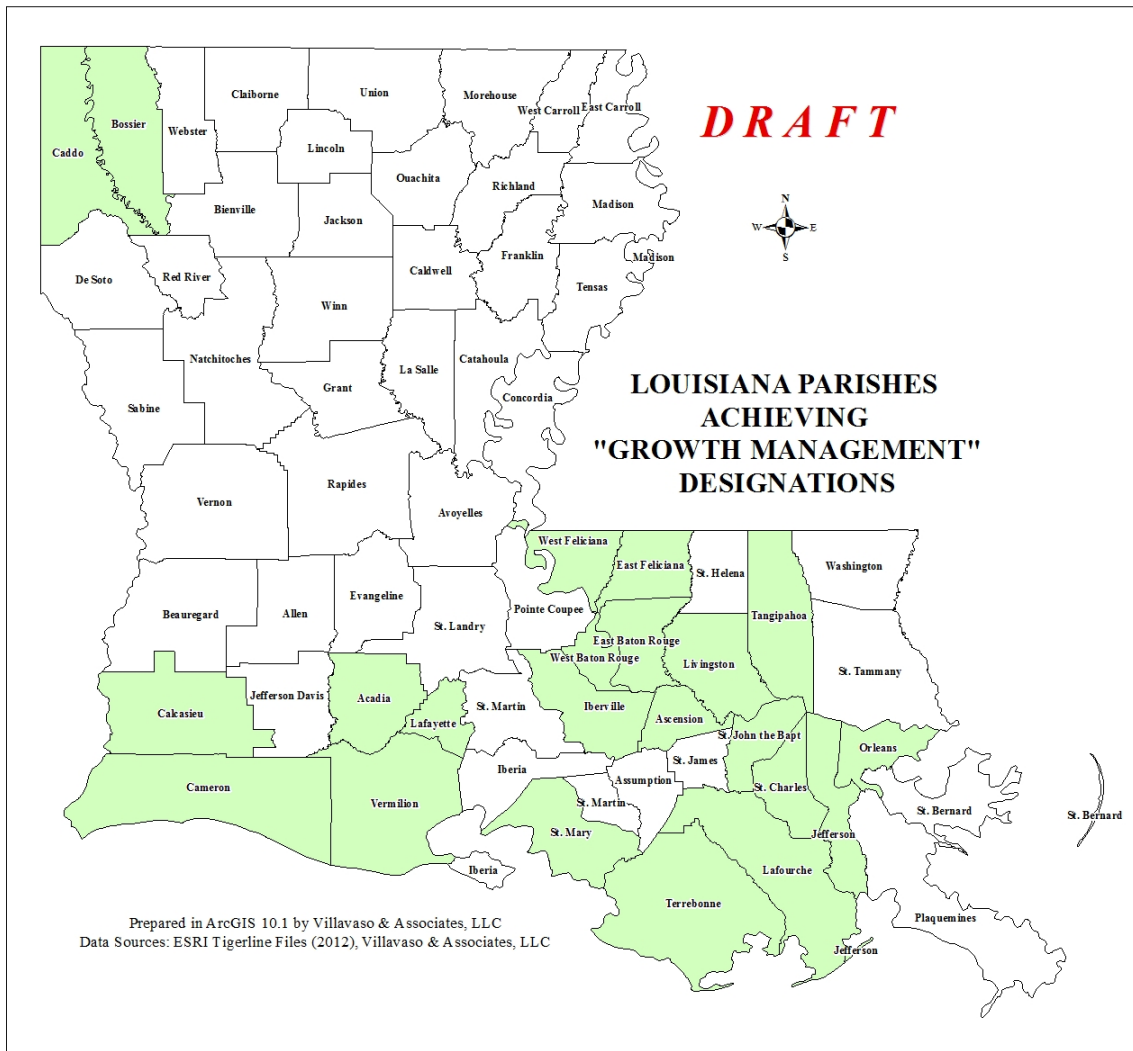 Claiborne
Union
Morehouse
West Carroll
East Carroll
D R A F T
Bossier
Webster
Caddo
Lincoln
Ouachita
Richland
Madison
N
W
E
S
Bienville
Jackson
Franklin
Madison
Caldwell
De Soto
Red River
Tensas
Winn
Natchitoches
La Salle
Catahoula
Grant
Concordia
Sabine
LOUISIANA PARISHES
ACHIEVING
"GROWTH MANAGEMENT"
DESIGNATIONS
Rapides
Vernon
Avoyelles
West Feliciana
East Feliciana
St. Helena
Washington
Tangipahoa
Beauregard
Allen
Evangeline
Pointe Coupee
St. Landry
East Baton Rouge
West Baton Rouge
Livingston
St. Tammany
Calcasieu
Jefferson Davis
Acadia
Lafayette
St. Martin
Iberville
Ascension
St. John the Bapt
Orleans
St. James
Iberia
Assumption
Cameron
Vermilion
St. Martin
St. Charles
St. Bernard
St. Bernard
St. Mary
Jefferson
Iberia
Lafourche
Terrebonne
Plaquemines
Jefferson
Prepared in ArcGIS 10.1 by Villavaso & Associates, LLC
Data Sources: ESRI Tigerline Files (2012), Villavaso & Associates, LLC